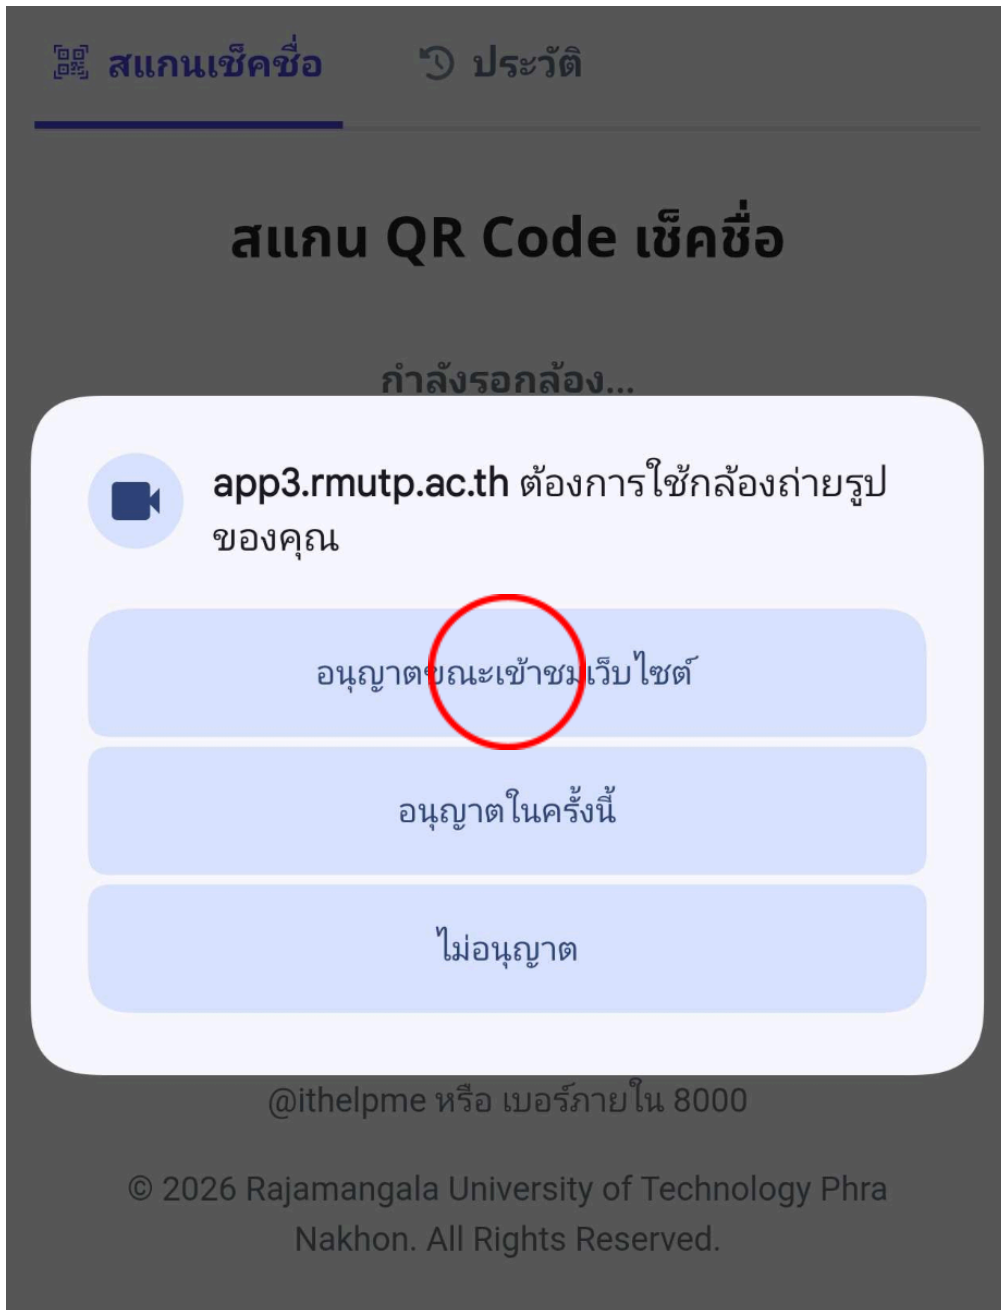 สแกนเช็คชื่อ ประวัติ
สแกน QR Code เช็คชื่อ
กำลังรอกล้อง...
app3.rmutp.ac.th ต้องการใช้กล้องถ่ายรูป
ของคุณ
อนุญาตขณะเข้าชมเว็บไซต์
อนุญาตในครั้งนี้
ไม่อนุญาต
@ithelpme หรือ เบอร์ภายใน 8000
© 2026 Rajamangala University of Technology Phra
Nakhon. All Rights Reserved.